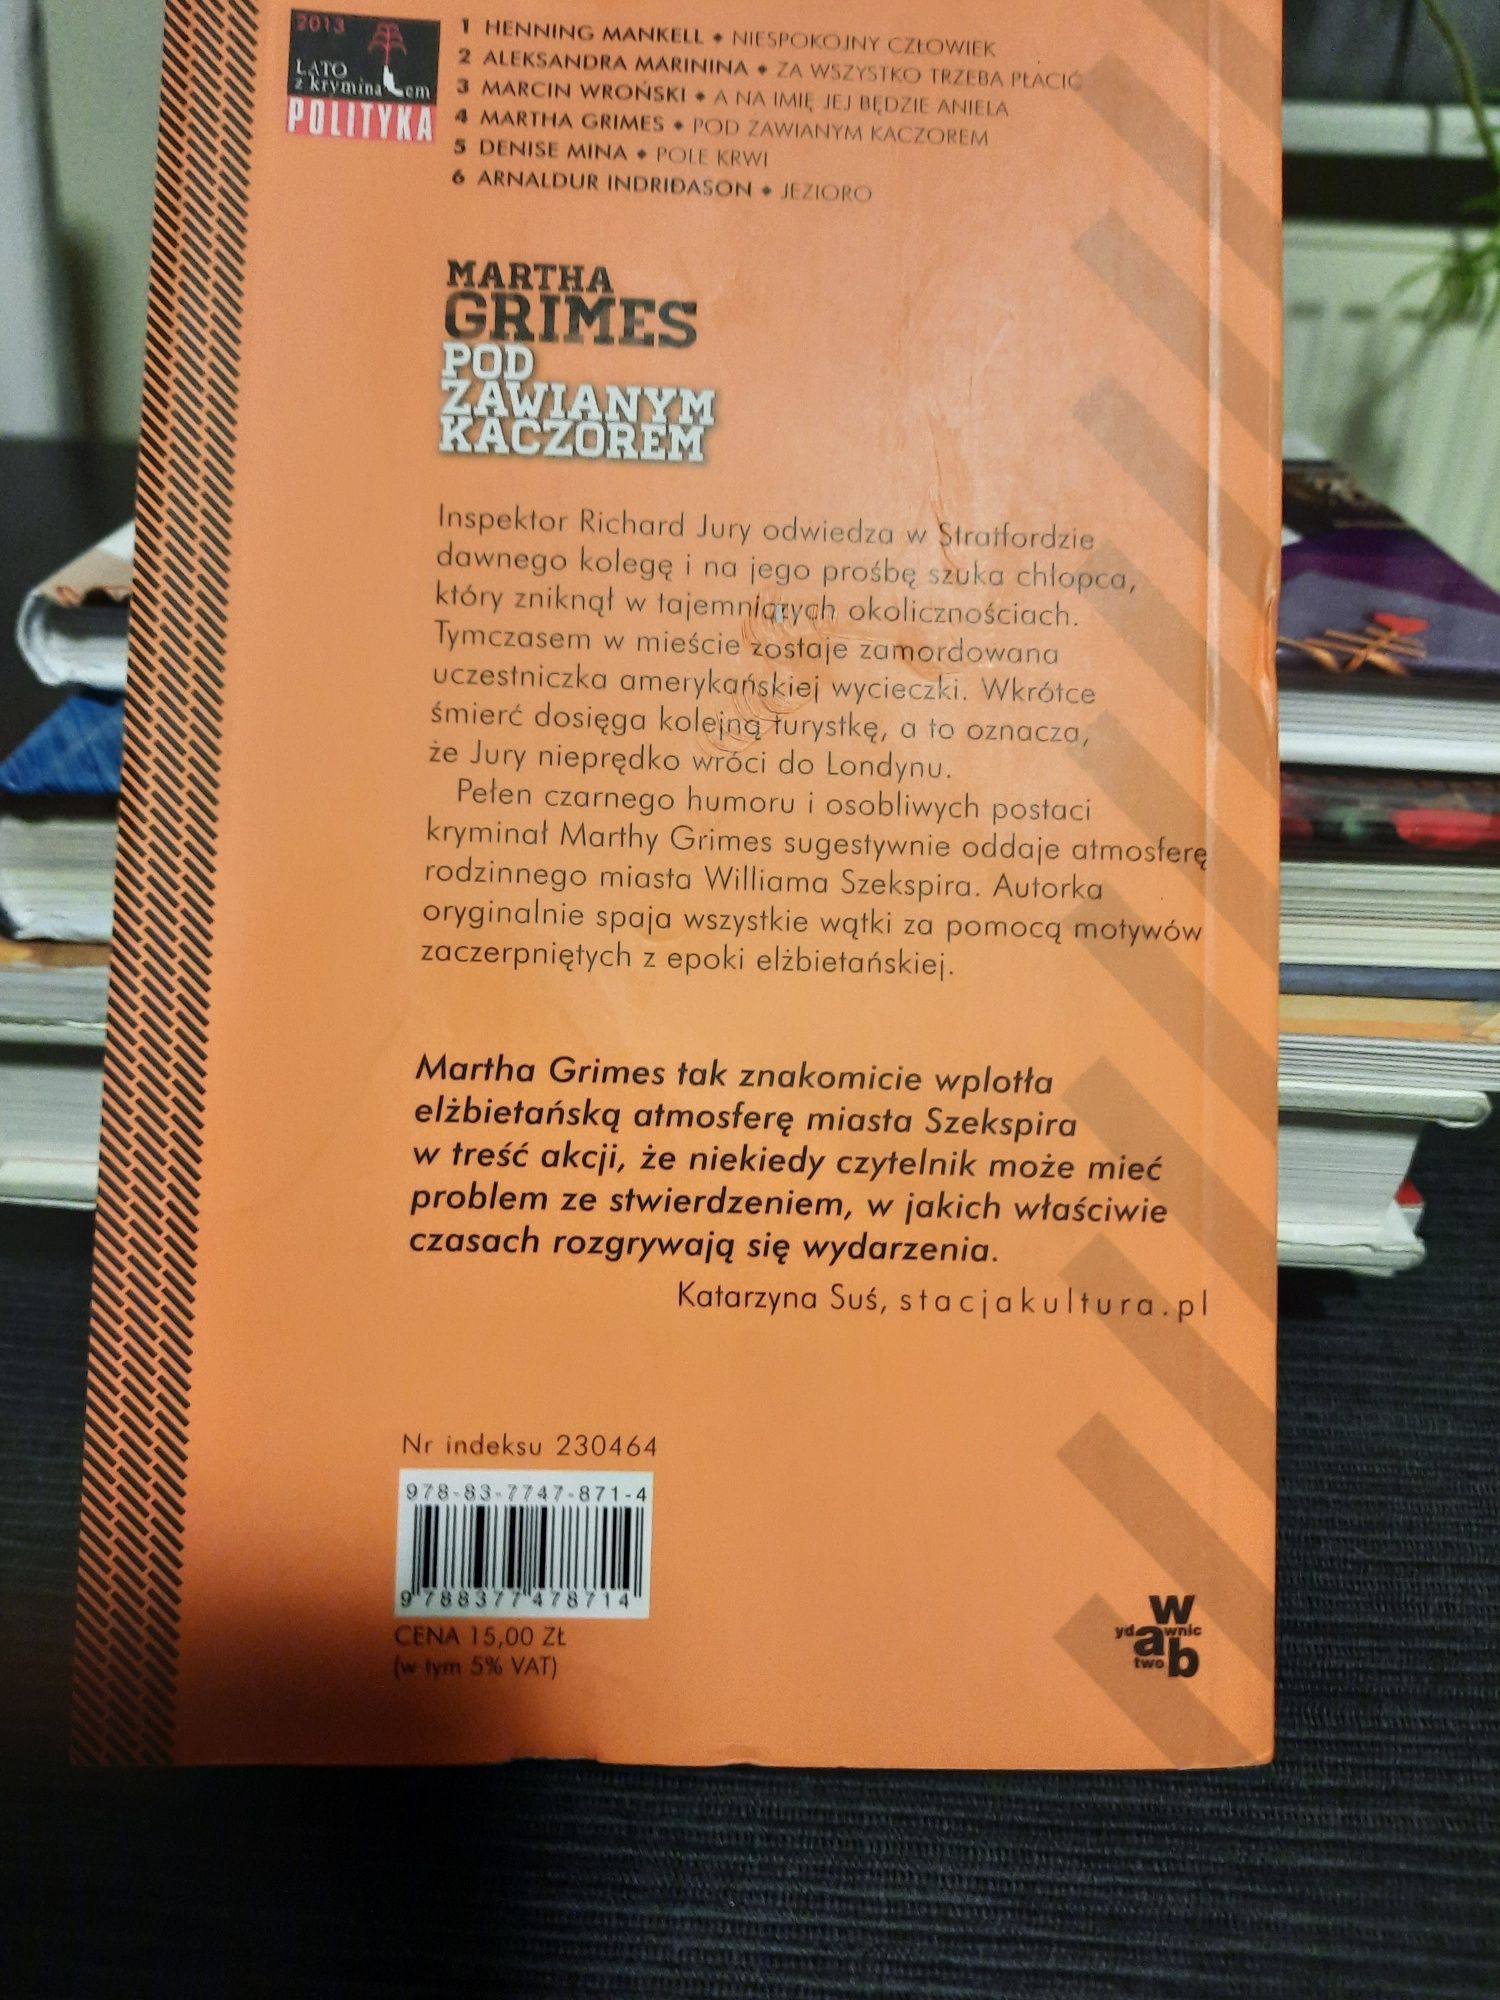 2013
LATO
z kryminałem
POLITYKA
1 HENNING MANKELL • NIESPOKOJNY CZŁOWIEK
2 ALEKSANDRA MARININA • ZA WSZYSTKO TRZEBA PŁACIĆ
3 MARCIN WROŃSKI • A NA IMIĘ JEJ BĘDZIE ANIELA
4 MARTHA GRIMES • POD ZAWIANYM KACZOREM
5 DENISE MINA • POLE KRWI
6 ARNALDUR INDRIDASON • JEZIORO
MARTHA
GRIMES
POD
ZAWIANYM
KACZOREM
Inspektor Richard Jury odwiedza w Stratfordzie
dawnego kolegę i na jego prośbę szuka chłopca,
który zniknął w tajemniczych okolicznościach.
Tymczasem w mieście zostaje zamordowana
uczestniczka amerykańskiej wycieczki. Wkrótce
śmierć dosięga kolejną turystkę, a to oznacza,
że Jury nieprędko wróci do Londynu.
Pełen czarnego humoru i osobliwych postaci
kryminał Marthy Grimes sugestywnie oddaje atmosferę
rodzinnego miasta Williama Szekspira. Autorka
oryginalnie spaja wszystkie wątki za pomocą motywów
zaczerpniętych z epoki elżbietańskiej.
Martha Grimes tak znakomicie wplotła
elżbietańską atmosferę miasta Szekspira
w treść akcji, że niekiedy czytelnik może mieć
problem ze stwierdzeniem, w jakich właściwie
czasach rozgrywają się wydarzenia.
Katarzyna Suś, stacjakultura.pl
Nr indeksu 230464
978-83-7747-871-4
9 788377 478714
CENA 15,00 ZŁ
(w tym 5% VAT)
w
ydawnic
two b